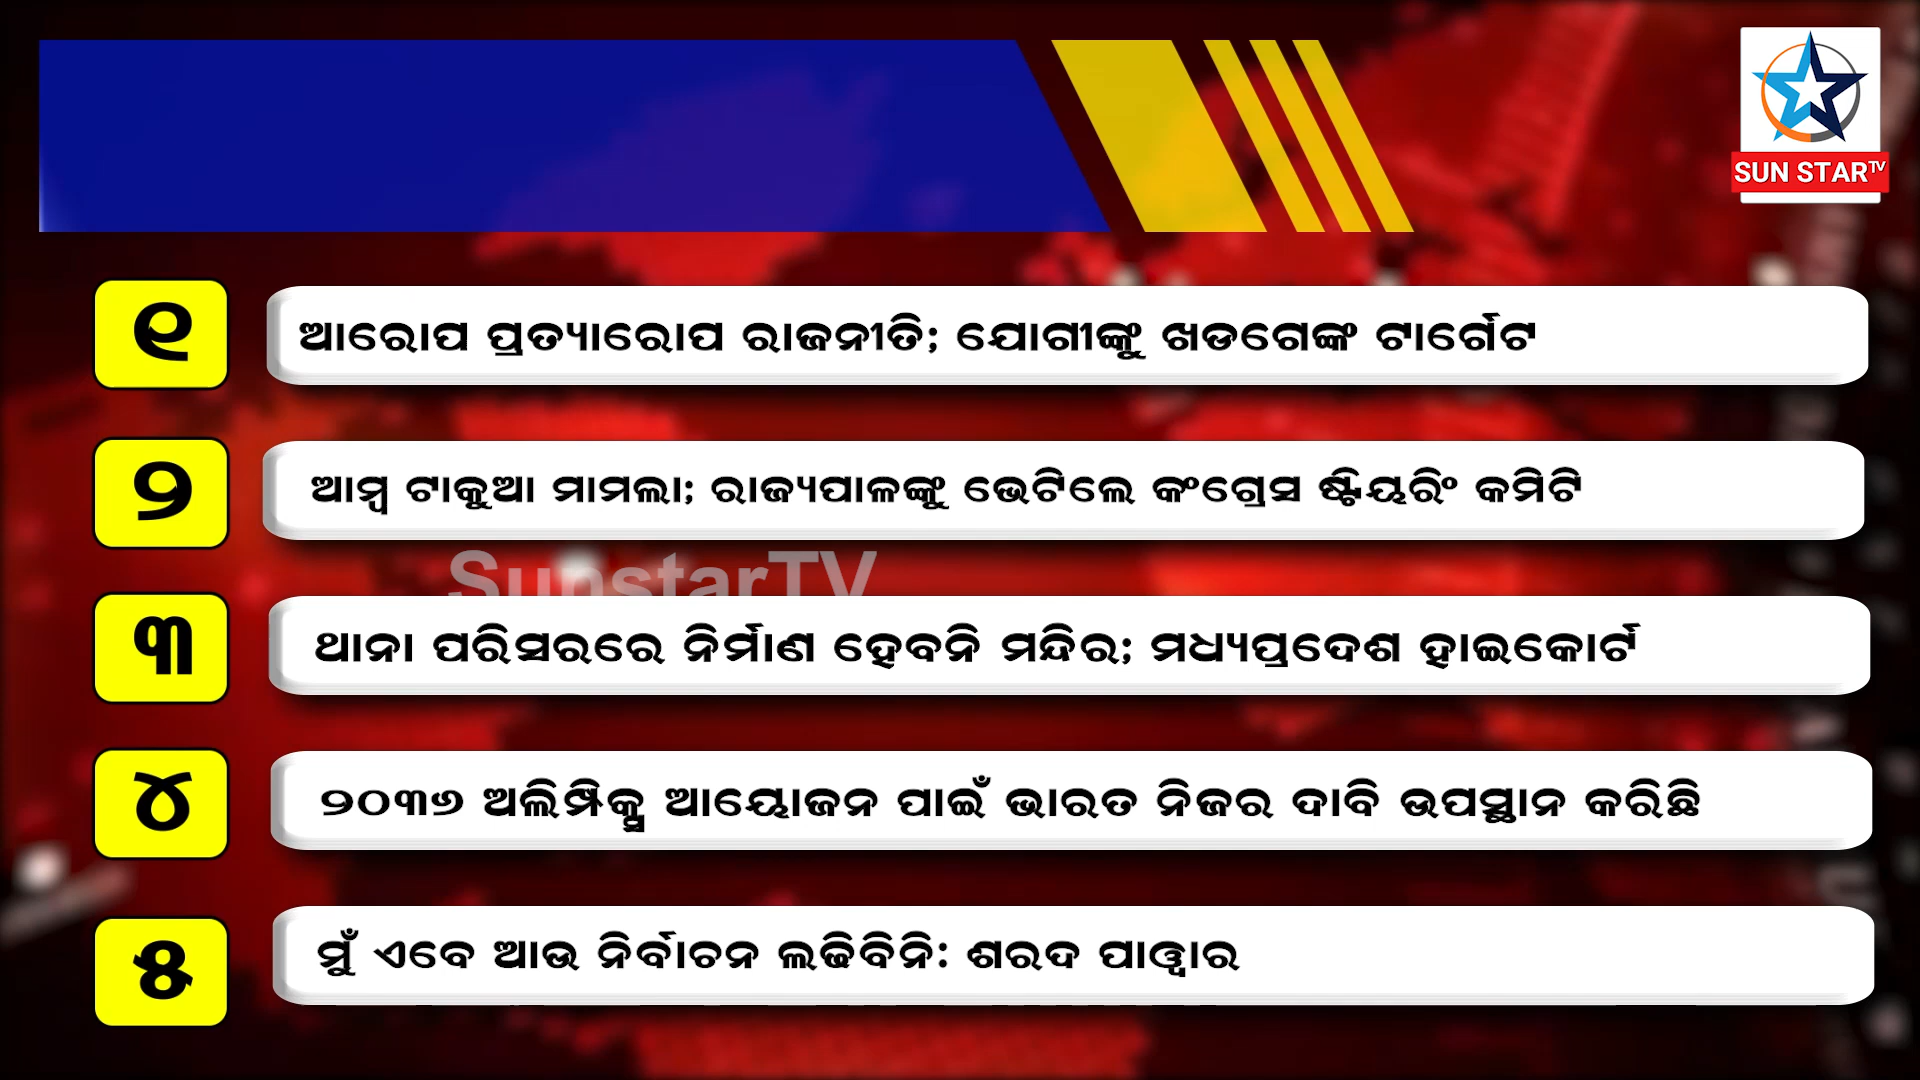 SUN STAR TV
୧
ଆରୋପ ପ୍ରତ୍ୟାରୋପ ରାଜନୀତି; ଯୋଗୀଙ୍କୁ ଖଡଗେଙ୍କ ଟାର୍ଗେଟ
୨
ଆମ୍ବ ଟାକୁଆ ମାମଲା; ରାଜ୍ୟପାଳଙ୍କୁ ଭେଟିଲେ କଂଗ୍ରେସ ଷ୍ଟିୟରିଂ କମିଟି
SunstarTV
୩
ଥାନା ପରିସରରେ ନିର୍ମାଣ ହେବନି ମନ୍ଦିର; ମଧ୍ୟପ୍ରଦେଶ ହାଇକୋର୍ଟ
୪
୨୦୩୬ ଅଲିମ୍ପିକ୍ସ ଆୟୋଜନ ପାଇଁ ଭାରତ ନିଜର ଦାବି ଉପସ୍ଥାନ କରିଛି
୫
ମୁଁ ଏବେ ଆଉ ନିର୍ବାଚନ ଲଢିବିନି: ଶରଦ ପାୱାର